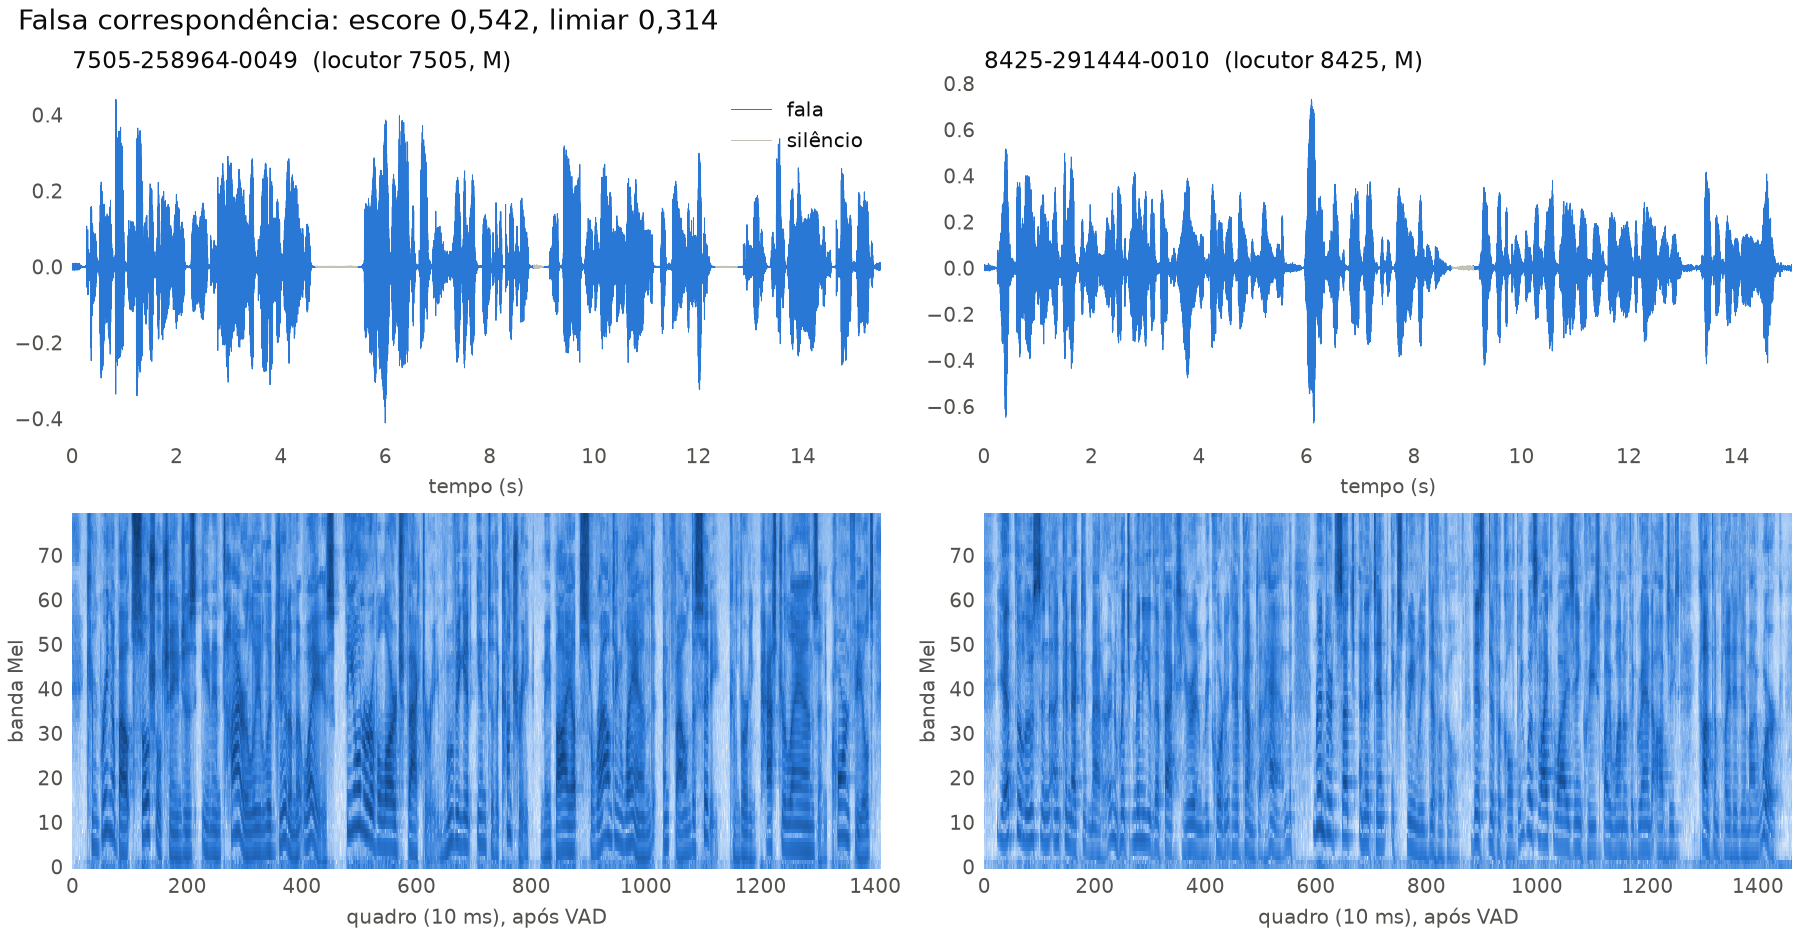 Falsa correspondência: escore 0,542, limiar 0,314
7505-258964-0049 (locutor 7505, M)
0.4
0.2
0.0
−0.2
−0.4
fala
silêncio
0 2 4 6 8 10 12 14
tempo (s)
8425-291444-0010 (locutor 8425, M)
0.8
0.6
0.4
0.2
0.0
−0.2
−0.4
−0.6
0 2 4 6 8 10 12 14
tempo (s)
banda Mel
70
60
50
40
30
20
10
0
0 200 400 600 800 1000 1200 1400
quadro (10 ms), após VAD
banda Mel
70
60
50
40
30
20
10
0
0 200 400 600 800 1000 1200 1400
quadro (10 ms), após VAD